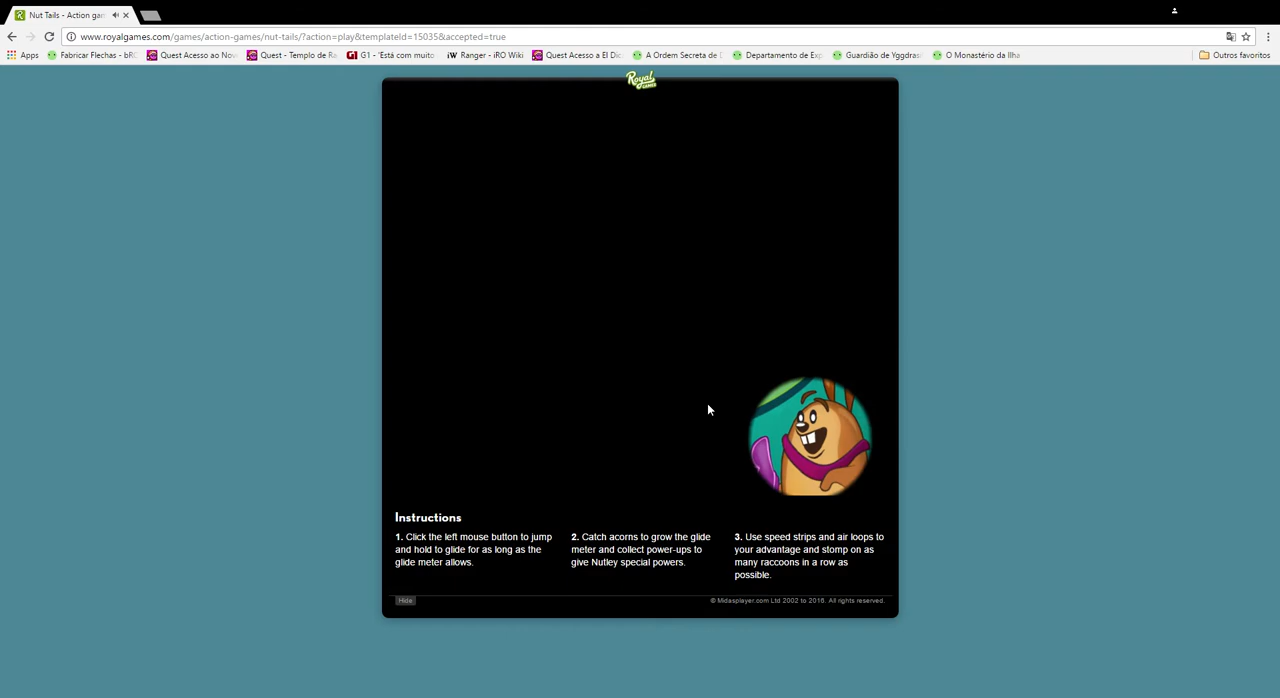 Nut Tails - Action gam
www.royalgames.com/games/action-games/nut-tails/?action=play&templateId=15035&accepted=true
Apps Fabricar Flechas - bRO Quest Acesso ao Nov Quest - Templo de Ra G1 - 'Está com muito Ranger - iRO Wiki Quest Acesso a El Dic A Ordem Secreta de Departamento de Exp Guardião de Yggdras O Monastério da Ilha Outros favoritos
Royal
Games
Instructions
1. Click the left mouse button to jump
and hold to glide for as long as the
glide meter allows.
2. Catch acorns to grow the glide
meter and collect power-ups to
give Nutley special powers.
3. Use speed strips and air loops to
your advantage and stomp on as
many raccoons in a row as
possible.
Hide
© Midasplayer.com Ltd 2002 to 2016. All rights reserved.